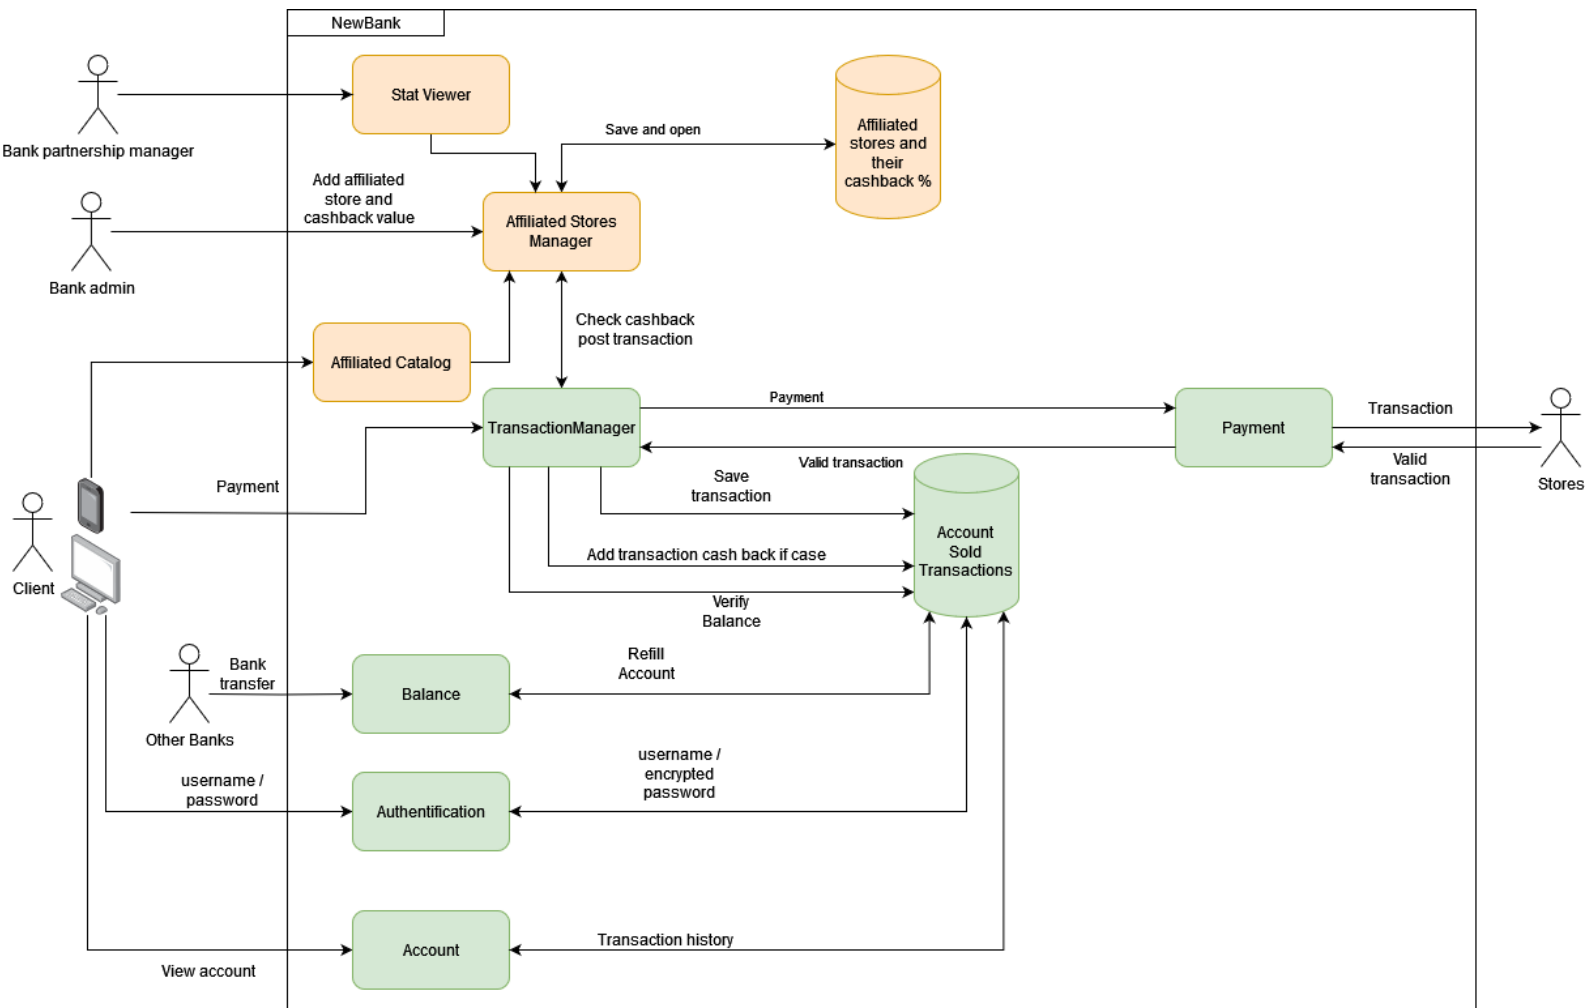 NewBank
Stat Viewer
Bank partnership manager
Save and open
Affiliated
stores and
their
cashback %
Add affiliated
store and
cashback value
Affiliated Stores
Manager
Bank admin
Check cashback
post transaction
Affiliated Catalog
Payment
Transaction
TransactionManager
Payment
Valid transaction
Valid
transaction
Stores
Payment
Save
transaction
Account
Sold
Transactions
Add transaction cash back if case
Client
Verify
Balance
Bank
transfer
Refill
Account
Balance
Other Banks
username /
password
username /
encrypted
password
Authentification
Account
Transaction history
View account